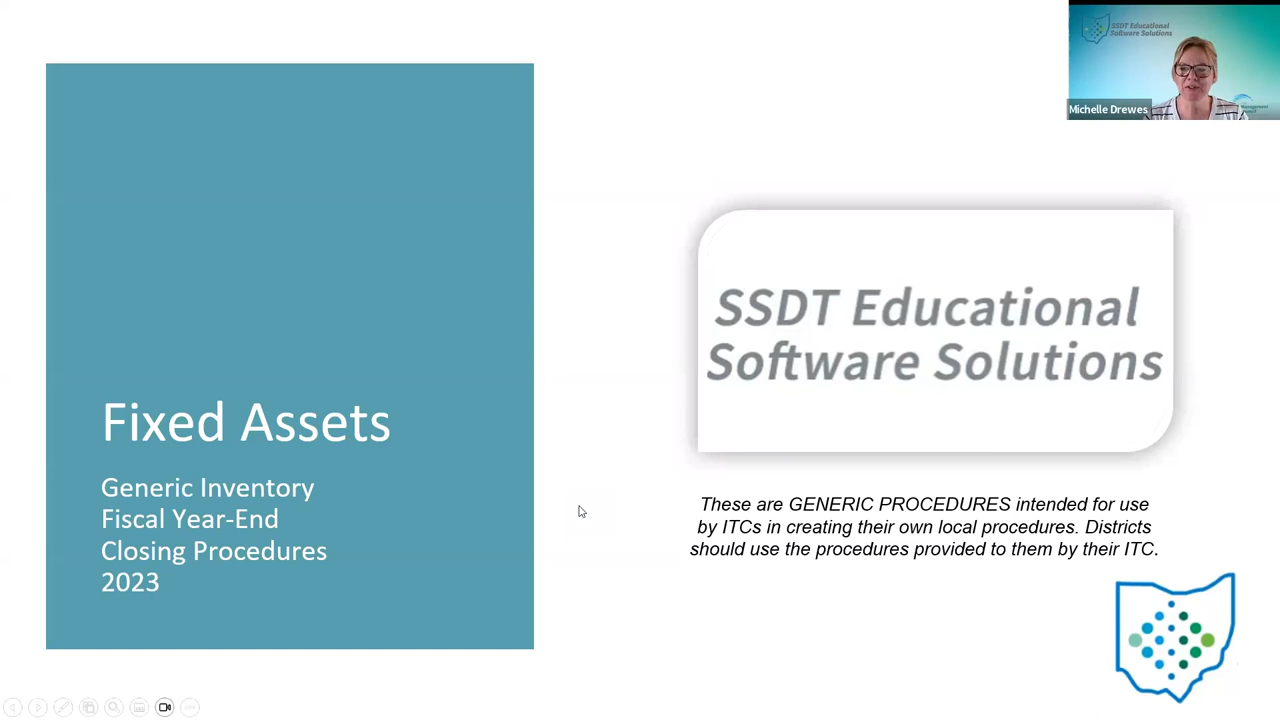 SSDT Educational
Software Solutions
Michelle Drewes
Management
SSDT Educational
Software Solutions
Fixed Assets
Generic Inventory
Fiscal Year-End
Closing Procedures
2023
These are GENERIC PROCEDURES intended for use
by ITCs in creating their own local procedures. Districts
should use the procedures provided to them by their ITC.